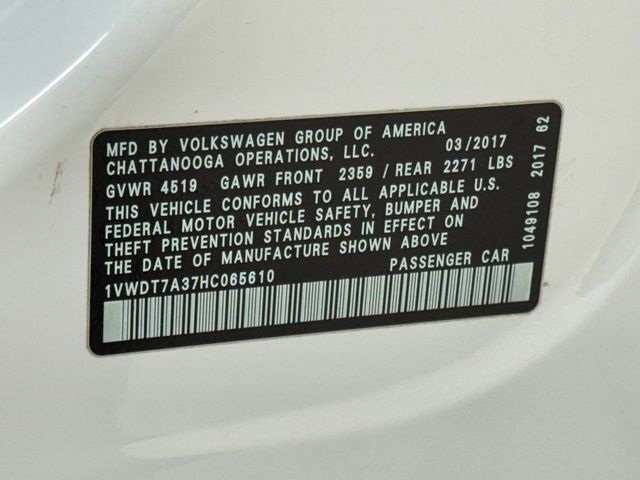 MFD BY VOLKSWAGEN GROUP OF AMERICA
CHATTANOOGA OPERATIONS, LLC. 03/2017
GVWR 4519 GAWR FRONT 2359 / REAR 2271 LBS
THIS VEHICLE CONFORMS TO ALL APPLICABLE U.S.
FEDERAL MOTOR VEHICLE SAFETY, BUMPER AND
THEFT PREVENTION STANDARDS IN EFFECT ON
THE DATE OF MANUFACTURE SHOWN ABOVE
1VWDT7A37HC065610 PASSENGER CAR
1049108 2017 62